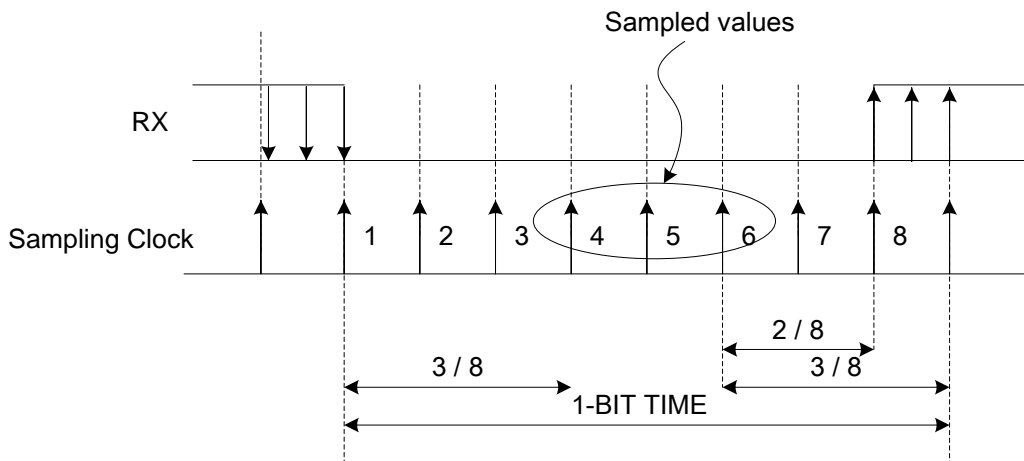 Sampled values
RX
Sampling Clock
1 2 3 4 5 6 7 8
2 / 8
3 / 8 3 / 8
1-BIT TIME